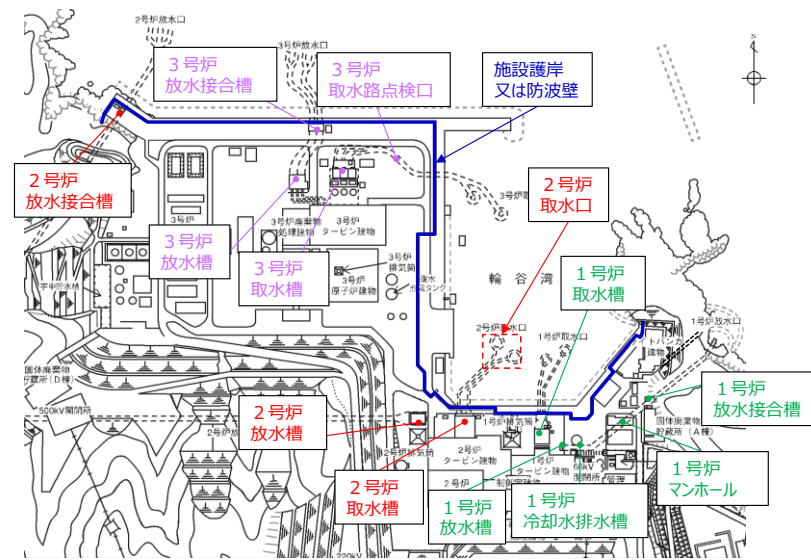 2号炉放水口
3号炉放水口
N
3号炉
放水接合槽
3号炉
取水路点検口
施設護岸
又は防波壁
2号炉
放水接合槽
2号炉
取水口
3号炉
放水槽
3号炉
取水槽
3号炉廃棄物
処理建物
3号炉
タービン建物
3号炉
排気筒
3号炉
原子炉建物
輪谷湾
1号炉
取水槽
2号炉取水口
1号炉取水口
1号炉放水口
宇中貯水槽
固体廃棄物
貯蔵所(D棟)
500kV開閉所
2号炉
放水槽
2号炉
取水槽
1号炉排気筒
2号炉排気筒
2号炉
タービン建物
1号炉
タービン建物
66kV
開閉所
1号炉
放水槽
1号炉
冷却水排水槽
1号炉
放水接合槽
固体廃棄物
貯蔵所(A棟)
1号炉
マンホール
220kV